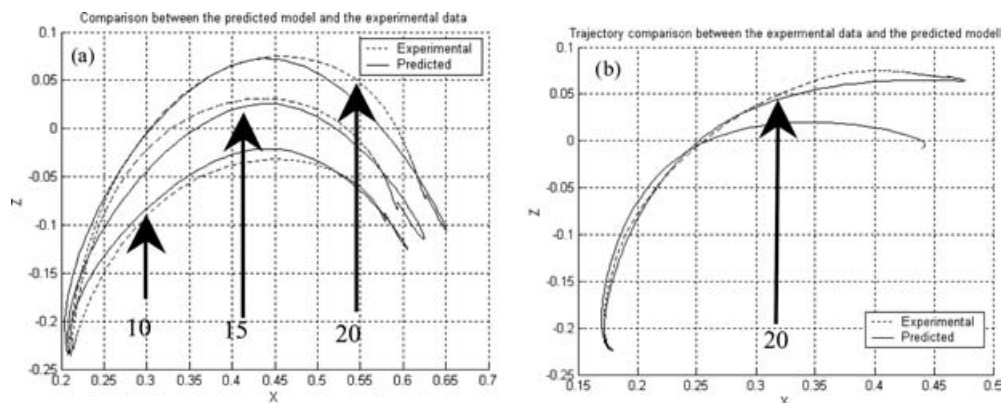 Comparison between the predicted model and the experimental data
(a)
Experimental
Predicted
0.1
0.05
0
-0.05
-0.1
-0.15
-0.2
-0.25
Z
10
15
20
0.2 0.25 0.3 0.35 0.4 0.45 0.5 0.55 0.6 0.65 0.7
X
Trajectory comparison between the expermental data and the predicted modell
(b)
0.1
0.05
0
-0.05
-0.1
-0.15
-0.2
-0.25
Z
20
Experimental
Predicted
0.15 0.2 0.25 0.3 0.35 0.4 0.45 0.5
X